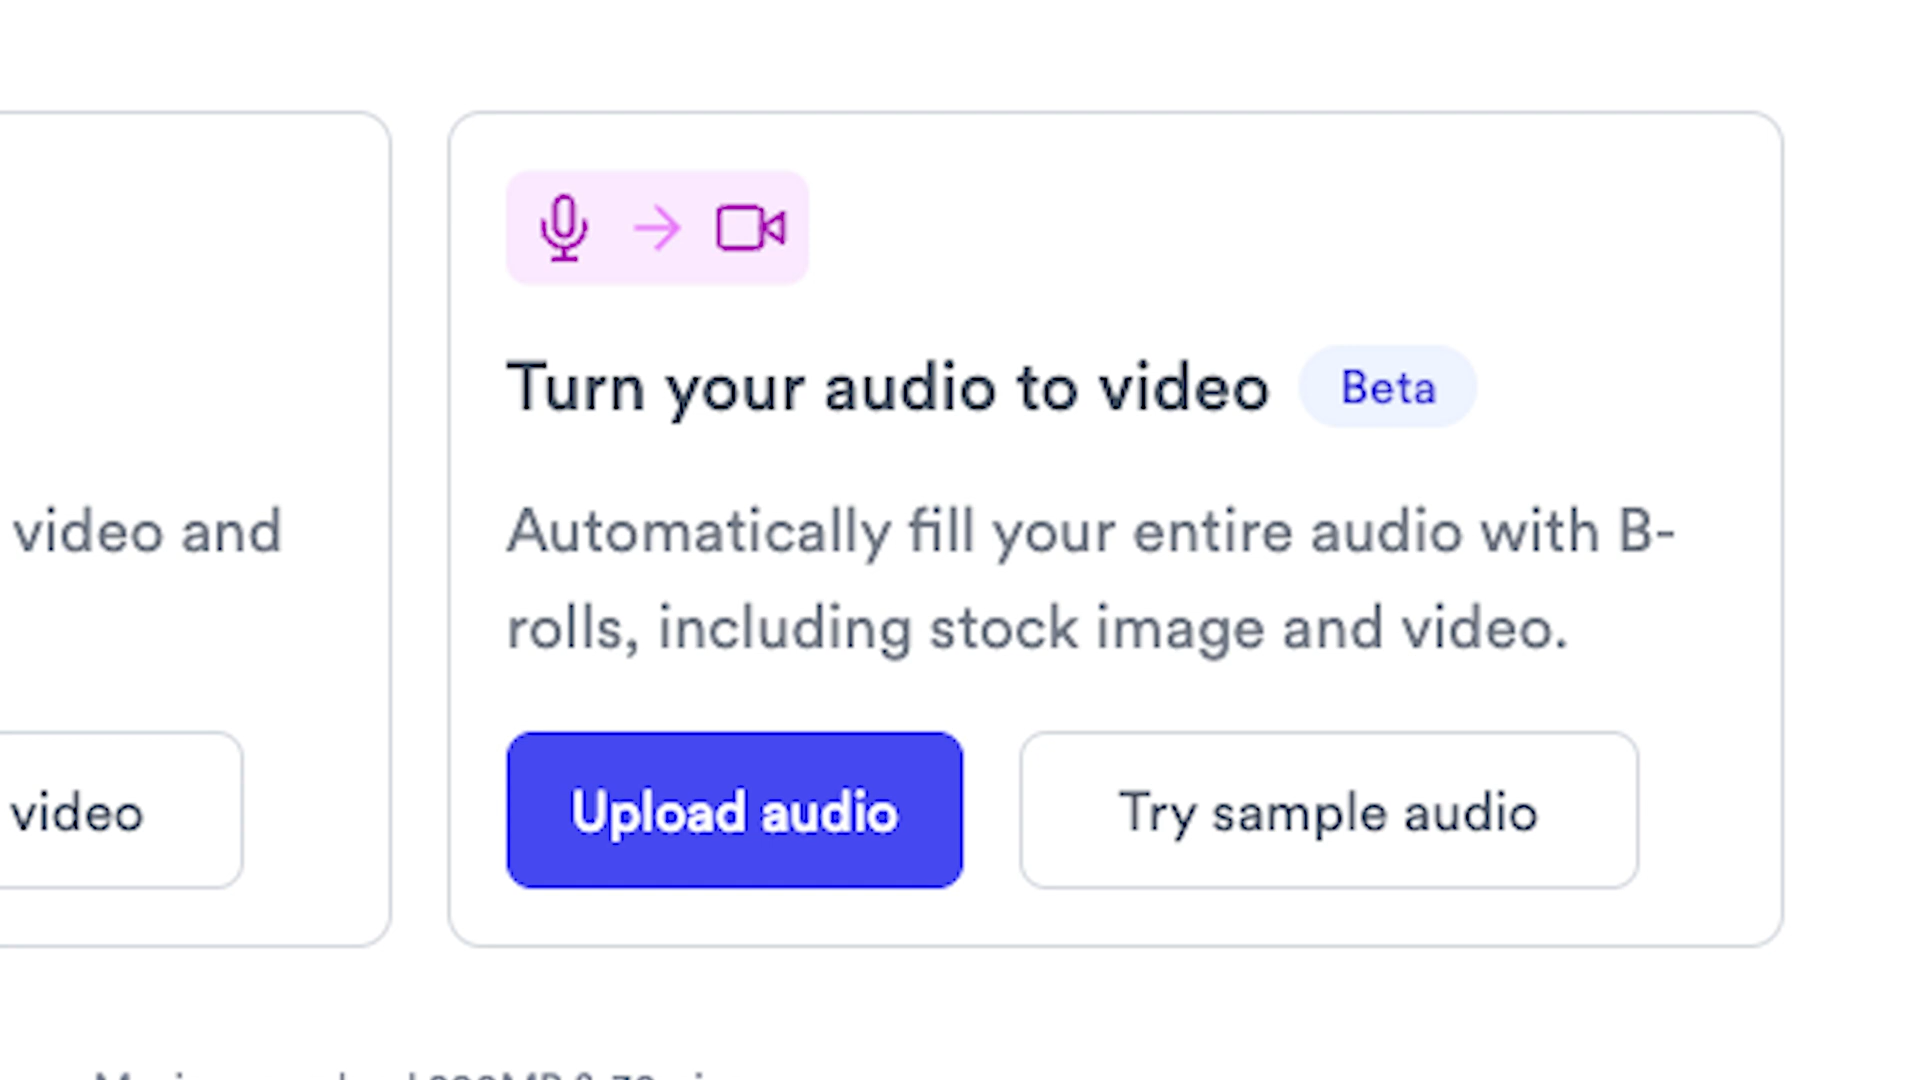 Turn your audio to video Beta
video and
Automatically fill your entire audio with B-
rolls, including stock image and video.
video
Upload audio
Try sample audio